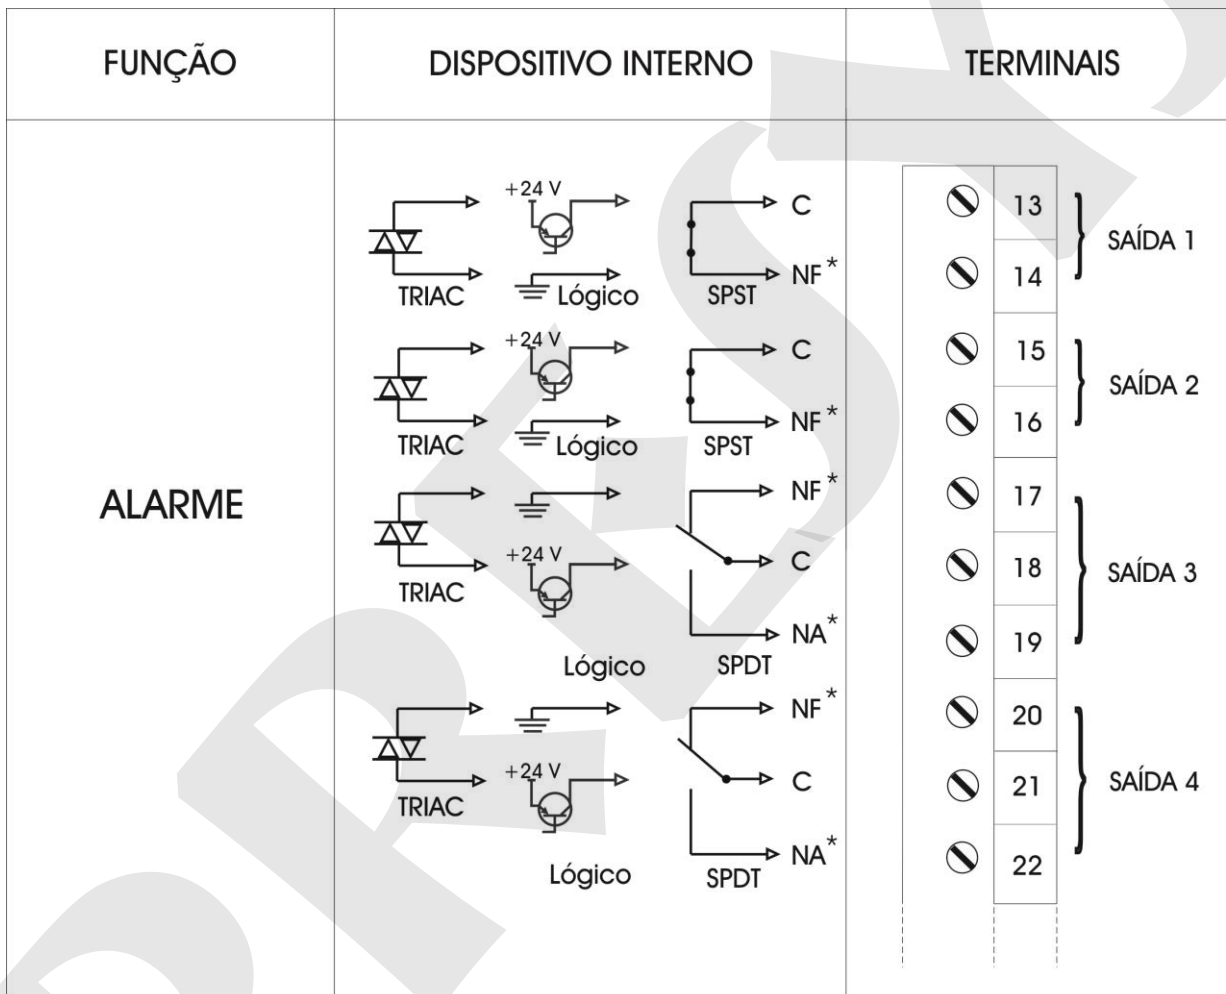 FUNÇÃO DISPOSITIVO INTERNO TERMINAIS
ALARME
+24 V C 13
TRIAC Lógico SPST NF* 14 SAÍDA 1
+24 V C 15
TRIAC Lógico SPST NF* 16 SAÍDA 2
NF* 17
TRIAC +24 V C 18 SAÍDA 3
Lógico SPDT NA* 19
NF* 20
TRIAC +24 V C 21 SAÍDA 4
Lógico SPDT NA* 22